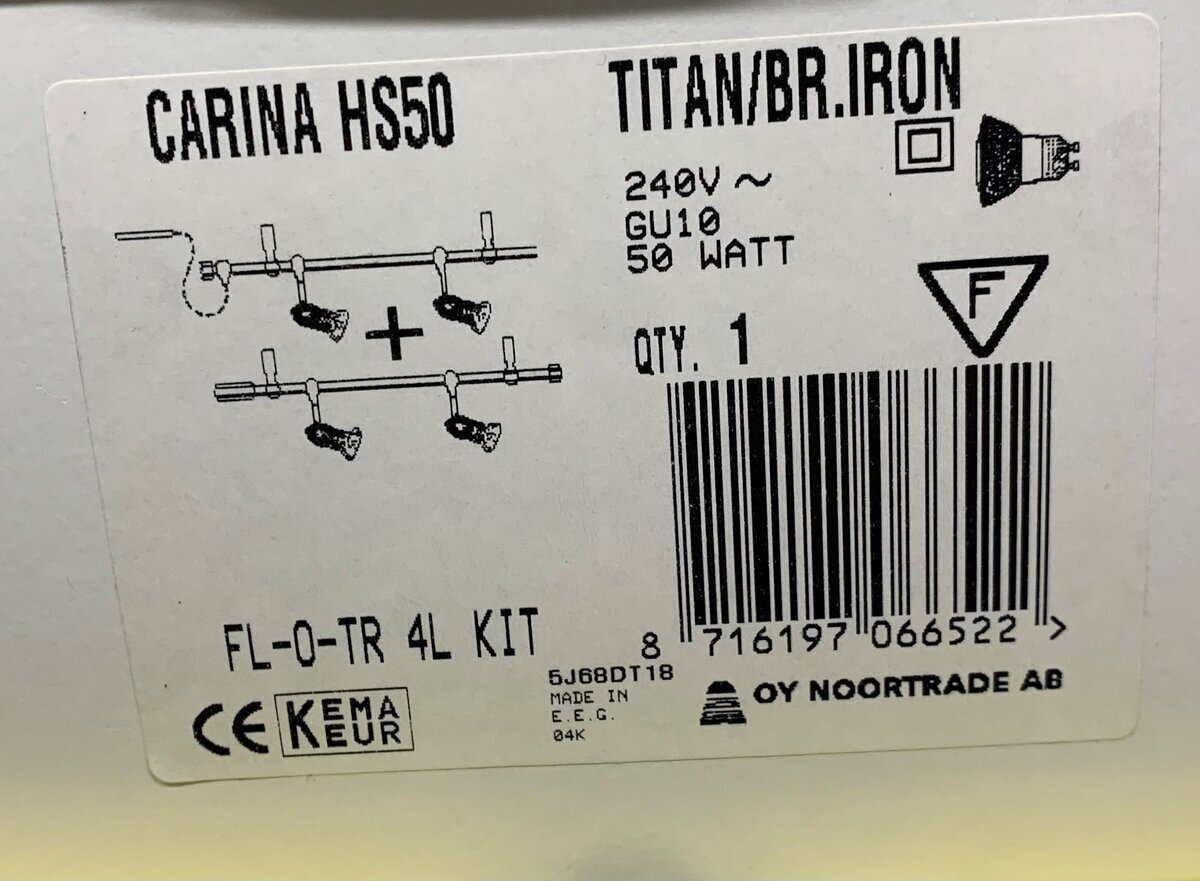 CARINA HS50
TITAN/BR.IRON
240V ~
GU10
50 WATT
F
QTY. 1
FL-O-TR 4L KIT
8 716197 066522 >
CE KEMA KEUR
5J68DT18
MADE IN
E.E.G.
04K
OY NOORTRADE AB